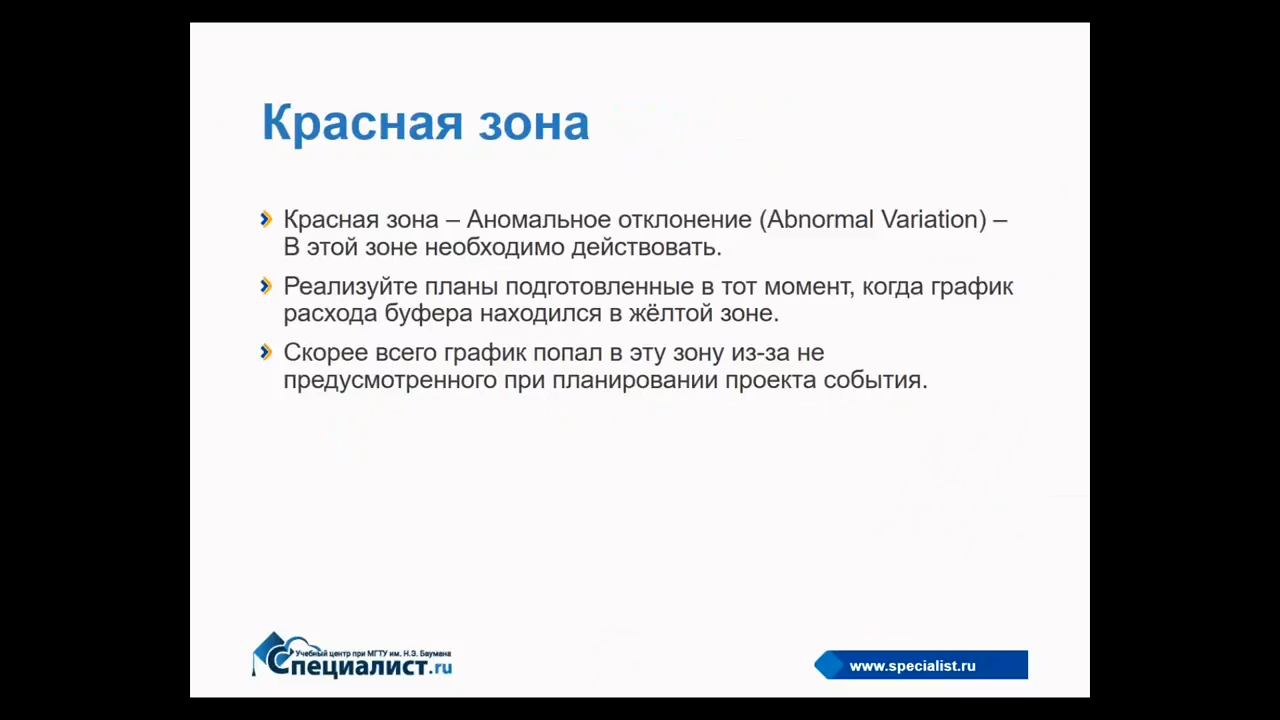 Красная зона
Красная зона – Аномальное отклонение (Abnormal Variation) –
В этой зоне необходимо действовать.
Реализуйте планы подготовленные в тот момент, когда график
расхода буфера находился в жёлтой зоне.
Скорее всего график попал в эту зону из-за не
предусмотренного при планировании проекта события.
Учебный центр при МГТУ им. Н.Э. Баумана
Специалист.ru
www.specialist.ru